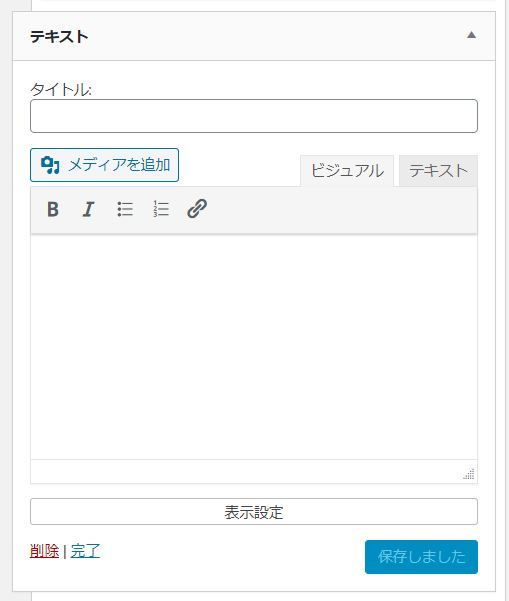 テキスト
タイトル:
メディアを追加
ビジュアル テキスト
B I
表示設定
削除 | 完了 保存しました